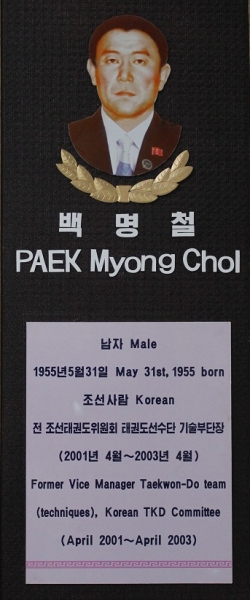 백 명 철
PAEK Myong Chol
남자 Male
1955년5월31일 May 31st, 1955 born
조선사람 Korean
전 조선태권도위원회 태권도선수단 기술부단장
(2001년 4월~2003년 4월)
Former Vice Manager Taekwon-Do team
(techniques), Korean TKD Committee
(April 2001~April 2003)